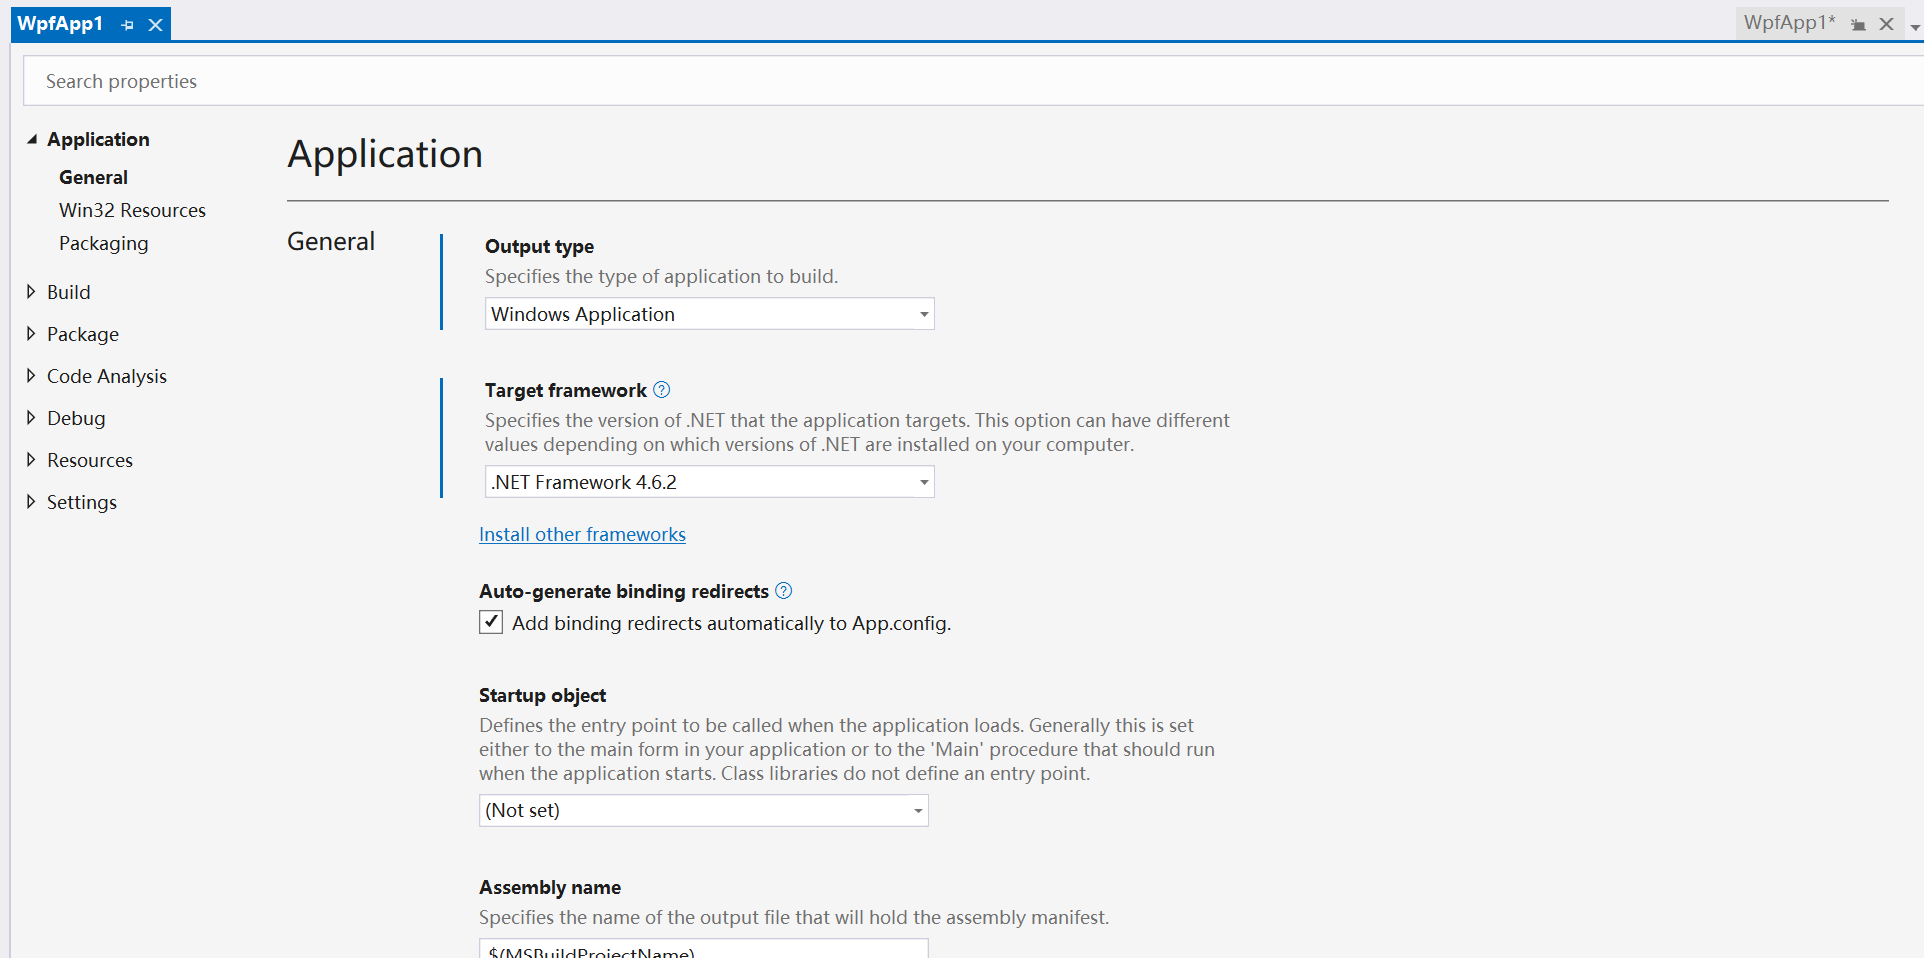 WpfApp1
WpfApp1*
Search properties
Application
General
Win32 Resources
Packaging
Build
Package
Code Analysis
Debug
Resources
Settings
Application
General
Output type
Specifies the type of application to build.
Windows Application
Target framework
Specifies the version of .NET that the application targets. This option can have different
values depending on which versions of .NET are installed on your computer.
.NET Framework 4.6.2
Install other frameworks
Auto-generate binding redirects
Add binding redirects automatically to App.config.
Startup object
Defines the entry point to be called when the application loads. Generally this is set
either to the main form in your application or to the 'Main' procedure that should run
when the application starts. Class libraries do not define an entry point.
(Not set)
Assembly name
Specifies the name of the output file that will hold the assembly manifest.
$(MSBuildProjectName)